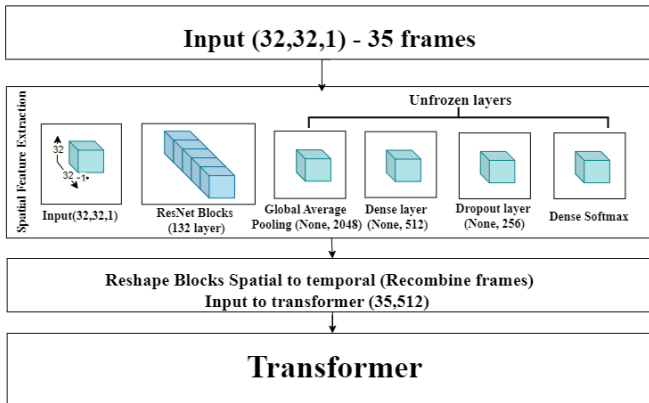 Input (32,32,1) - 35 frames
Spatial Feature Extraction
Unfrozen layers
32
32
-1-
Input(32,32,1)
ResNet Blocks
(132 layer)
Global Average
Pooling (None, 2048)
Dense layer
(None, 512)
Dropout layer
(None, 256)
Dense Softmax
Reshape Blocks Spatial to temporal (Recombine frames)
Input to transformer (35,512)
Transformer